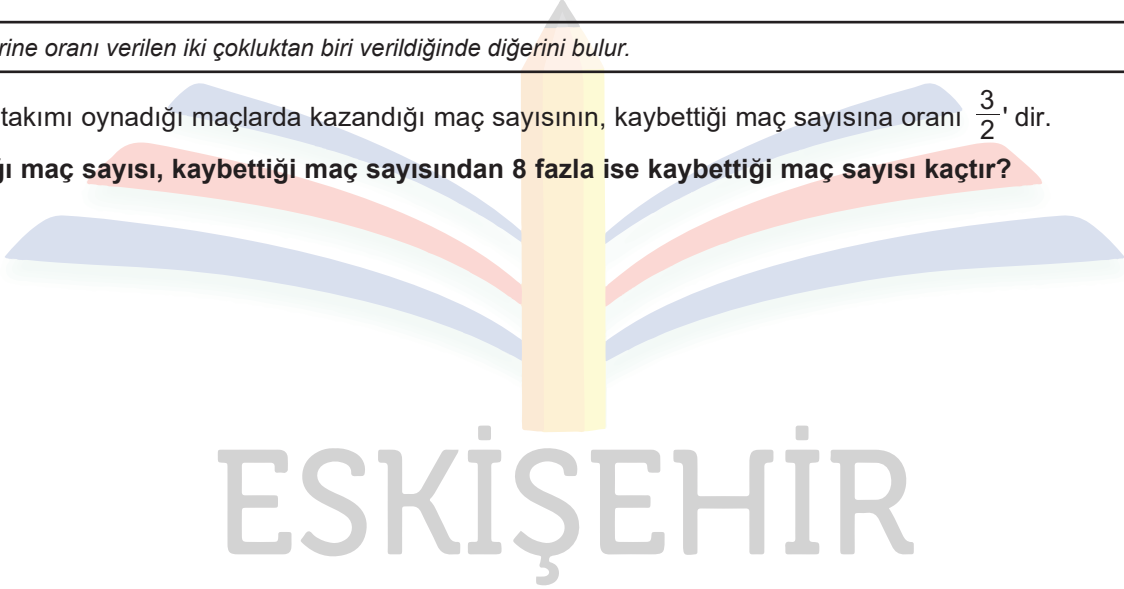 rine oranı verilen iki çokluktan biri verildiğinde diğerini bulur.
takımı oynadığı maçlarda kazandığı maç sayısının, kaybettiği maç sayısına oranı 3/2' dir.
ğı maç sayısı, kaybettiği maç sayısından 8 fazla ise kaybettiği maç sayısı kaçtır?
ESKİŞEHİR